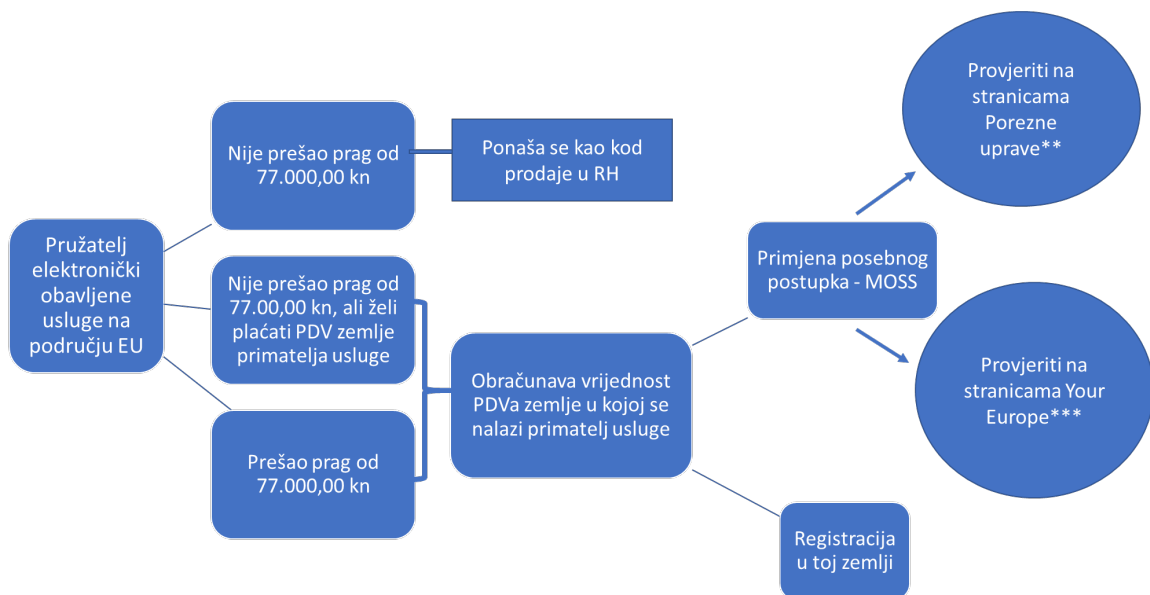 Pružatelj
elektronički
obavljene
usluge na
području EU
Nije prešao prag od
77.000,00 kn
Ponaša se kao kod
prodaje u RH
Nije prešao prag od
77.00,00 kn, ali želi
plaćati PDV zemlje
primatelja usluge
Prešao prag od
77.000,00 kn
Obračunava vrijednost
PDVa zemlje u kojoj se
nalazi primatelj usluge
Primjena posebnog
postupka - MOSS
Provjeriti na
stranicama
Porezne
uprave**
Provjeriti na
stranicama Your
Europe***
Registracija
u toj zemlji